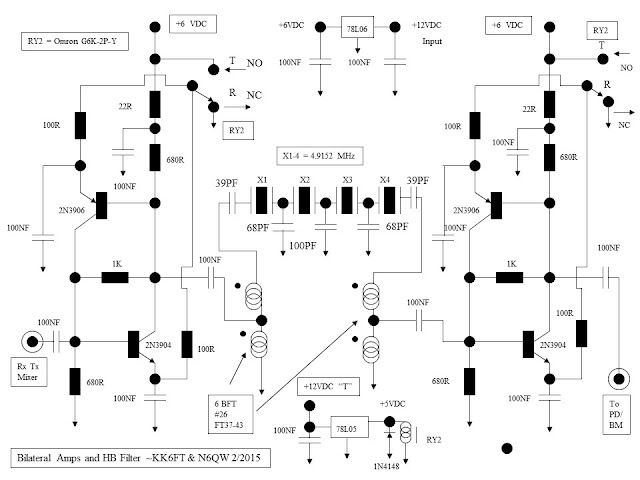 +6 VDC
RY2 = Omron G6K-2P-Y
T
NO
R
NC
RY2
22R
100R
680R
100NF
2N3906
100NF
1K
100NF
100NF
2N3904
100R
Rx Tx
Mixer
680R
100NF
+6VDC
78L06
+12VDC
Input
100NF
100NF
X1-4 = 4.9152 MHz
39PF
X1
X2
X3
X4
39PF
68PF
100PF
68PF
6 BFT
#26
FT37-43
+12VDC "T"
+5VDC
78L05
100NF
RY2
1N4148
+6 VDC
RY2
T
NO
R
NC
22R
100R
680R
100NF
2N3906
100NF
1K
100NF
100NF
100R
2N3904
680R
100NF
To
PD/
BM
Bilateral Amps and HB Filter ~KK6FT & N6QW 2/2015